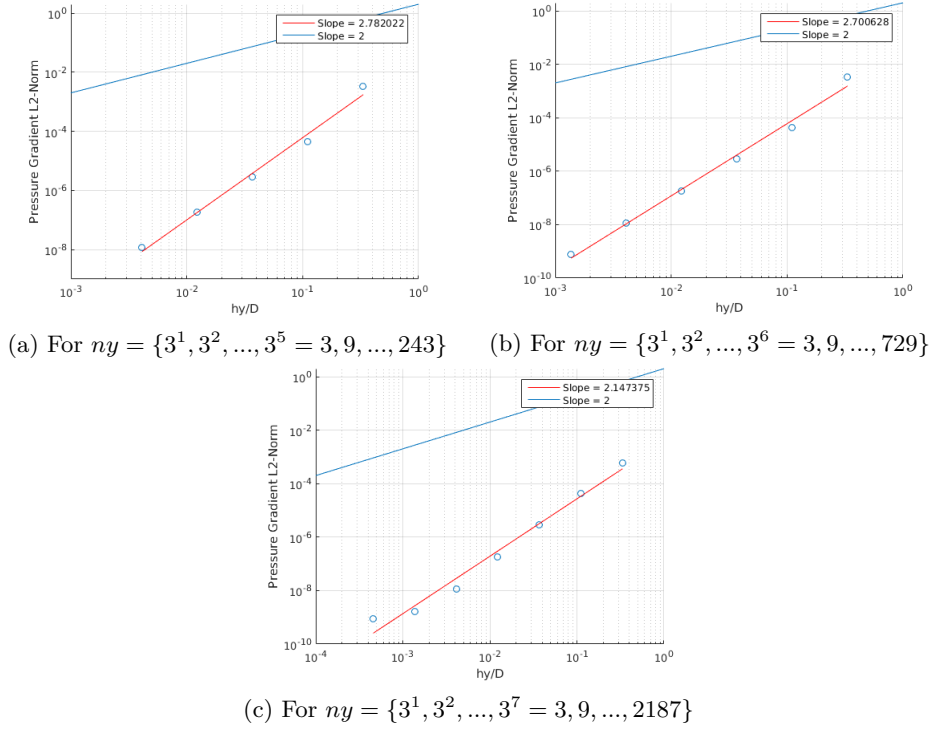 10^0
10^-2
10^-4
10^-6
10^-8
Pressure Gradient L2-Norm
Slope = 2.782022
Slope = 2
10^-3
10^-2
10^-1
10^0
hy/D
(a) For ny = {3^1, 3^2, ..., 3^5 = 3, 9, ..., 243}
10^0
10^-2
10^-4
10^-6
10^-8
10^-10
Pressure Gradient L2-Norm
Slope = 2.700628
Slope = 2
10^-3
10^-2
10^-1
10^0
hy/D
(b) For ny = {3^1, 3^2, ..., 3^6 = 3, 9, ..., 729}
10^0
10^-2
10^-4
10^-6
10^-8
10^-10
Pressure Gradient L2-Norm
Slope = 2.147375
Slope = 2
10^-4
10^-3
10^-2
10^-1
10^0
hy/D
(c) For ny = {3^1, 3^2, ..., 3^7 = 3, 9, ..., 2187}